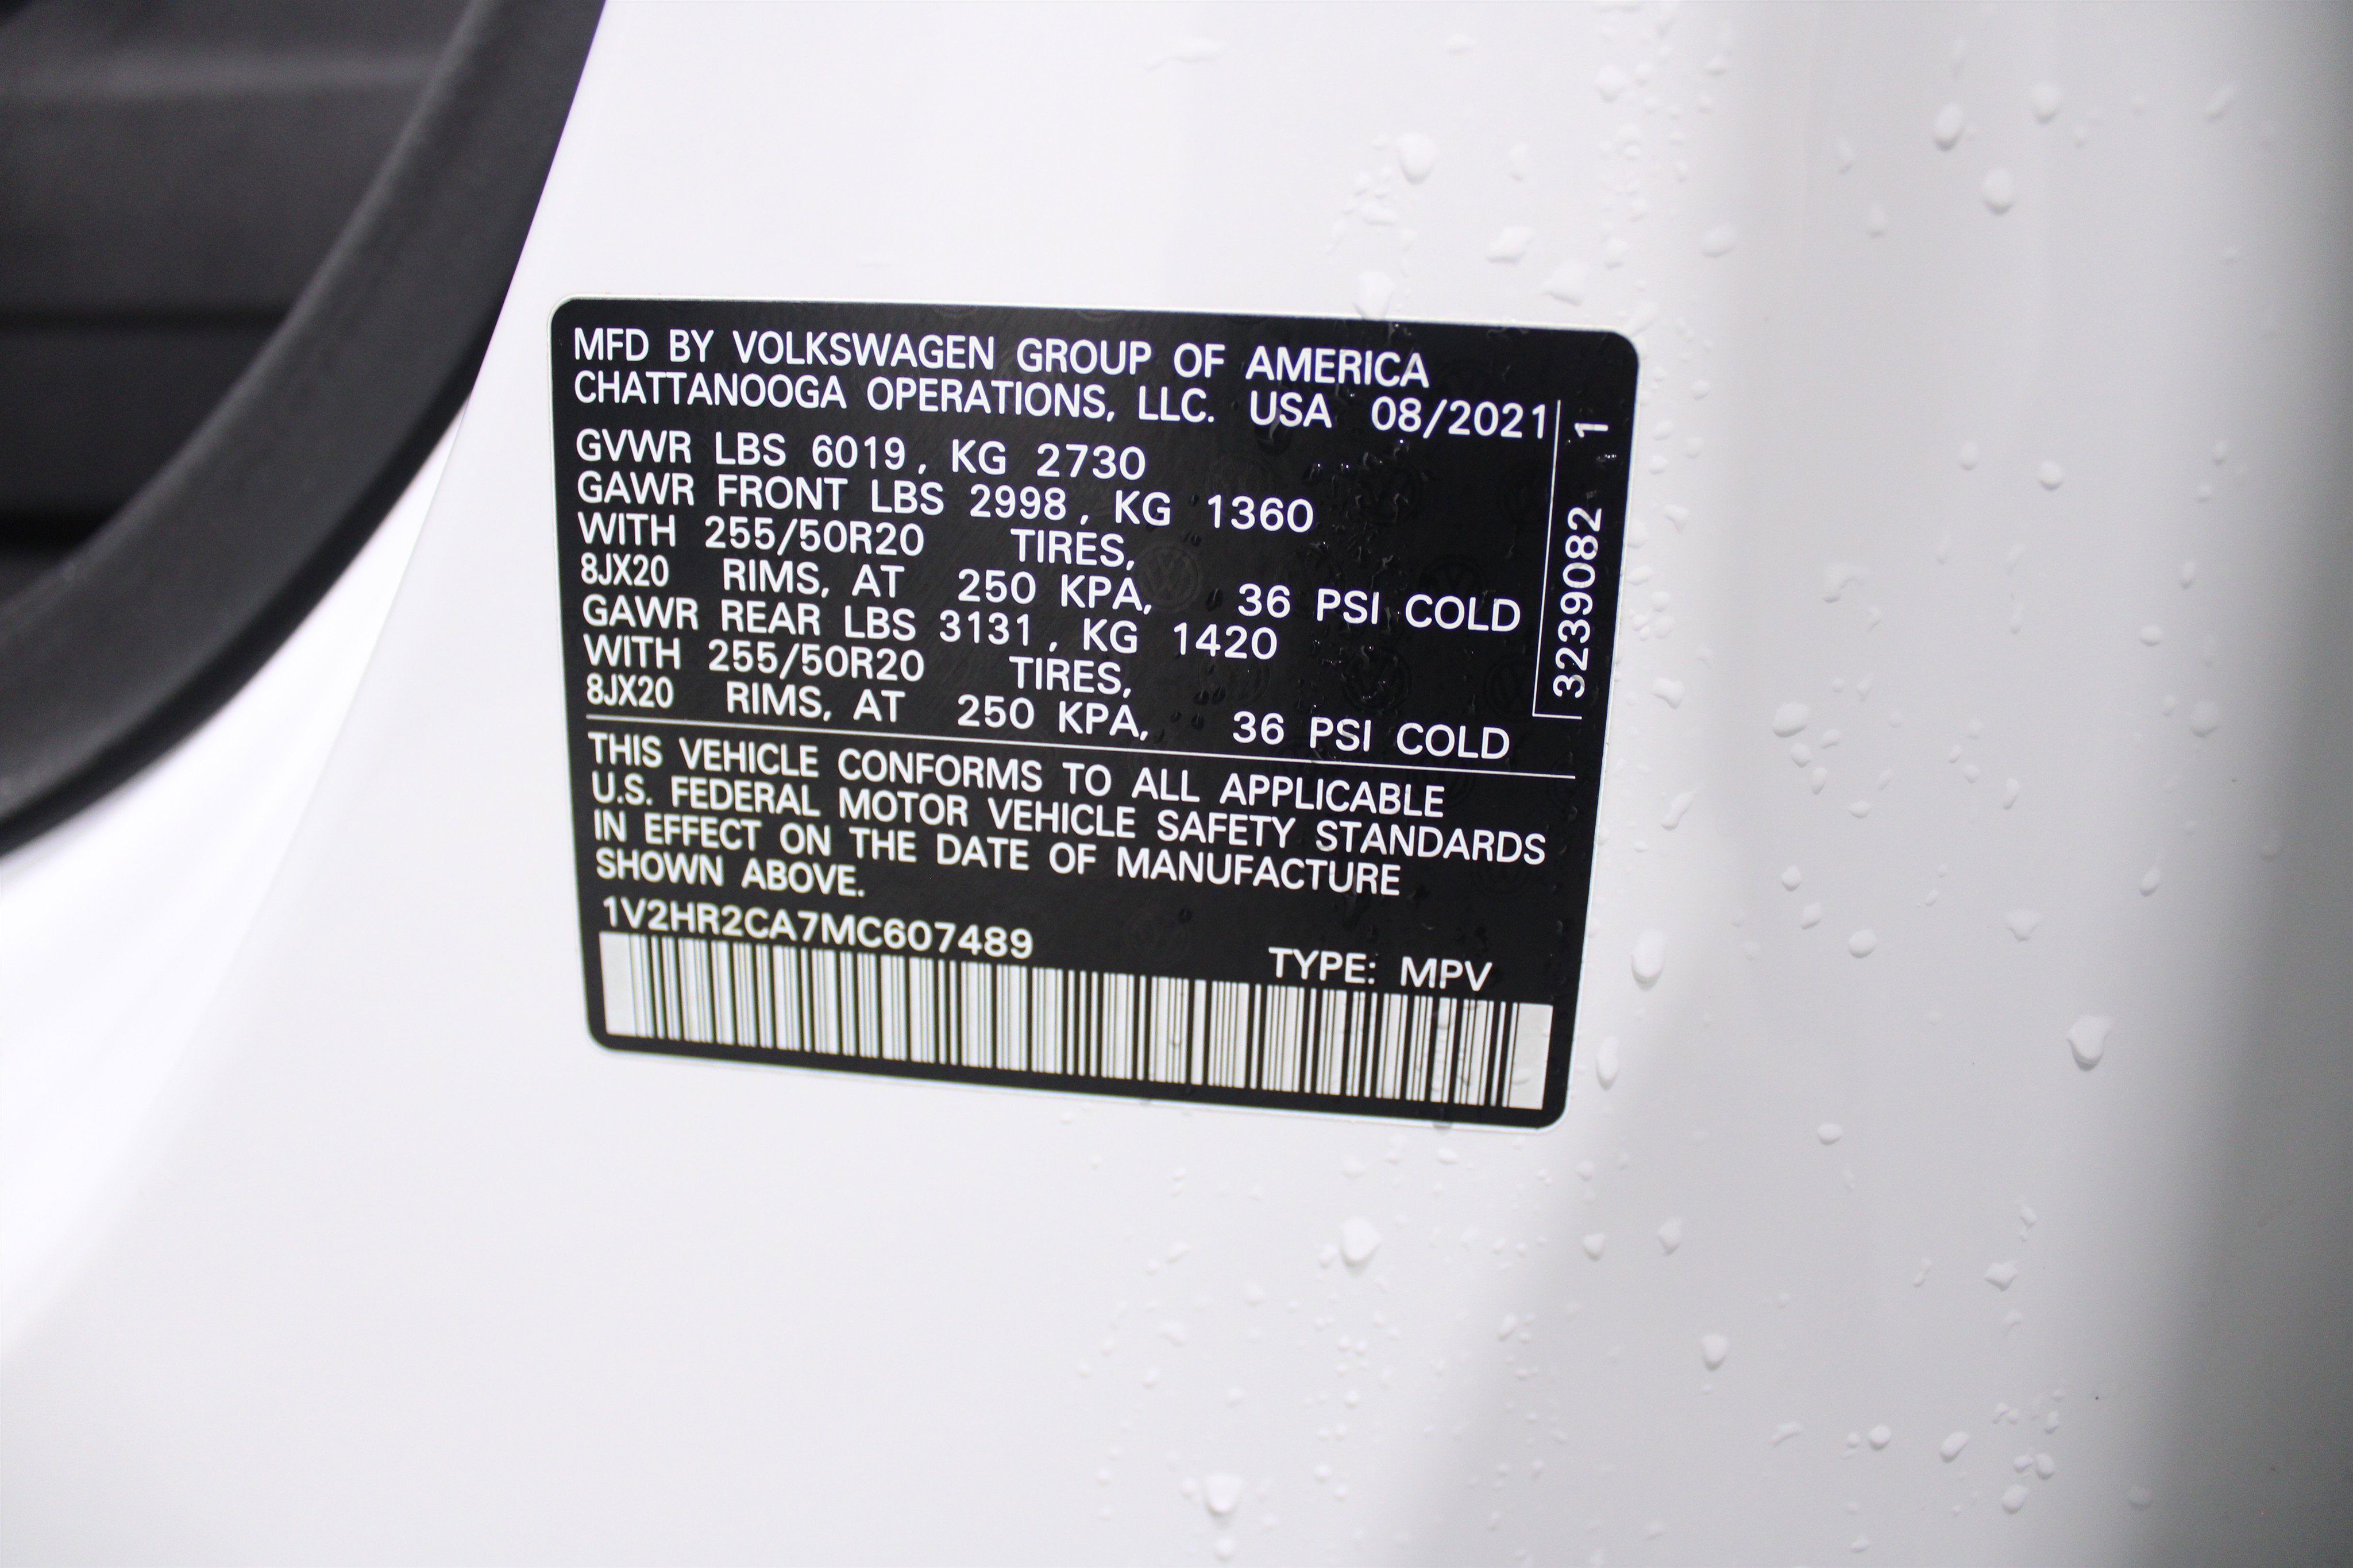 MFD BY VOLKSWAGEN GROUP OF AMERICA
CHATTANOOGA OPERATIONS, LLC. USA 08/2021
GVWR LBS 6019, KG 2730
GAWR FRONT LBS 2998, KG 1360
WITH 255/50R20 TIRES,
8JX20 RIMS, AT 250 KPA, 36 PSI COLD
GAWR REAR LBS 3131, KG 1420
WITH 255/50R20 TIRES,
8JX20 RIMS, AT 250 KPA, 36 PSI COLD
3239082 1
THIS VEHICLE CONFORMS TO ALL APPLICABLE
U.S. FEDERAL MOTOR VEHICLE SAFETY STANDARDS
IN EFFECT ON THE DATE OF MANUFACTURE
SHOWN ABOVE.
1V2HR2CA7MC607489 TYPE: MPV